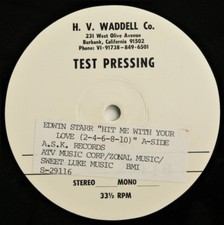 H. V. WADDELL Co.
231 West Olive Avenue
Burbank, California 91502
Phone: VI-91738-849-6501
TEST PRESSING
EDWIN STARR "HIT ME WITH YOUR
LOVE (2-4-6-8-10)" A-SIDE
A.S.K. RECORDS
ATV MUSIC CORP/ZONAL MUSIC/
SWEET LUKE MUSIC BMI
S-29116
STEREO MONO
33⅓ RPM